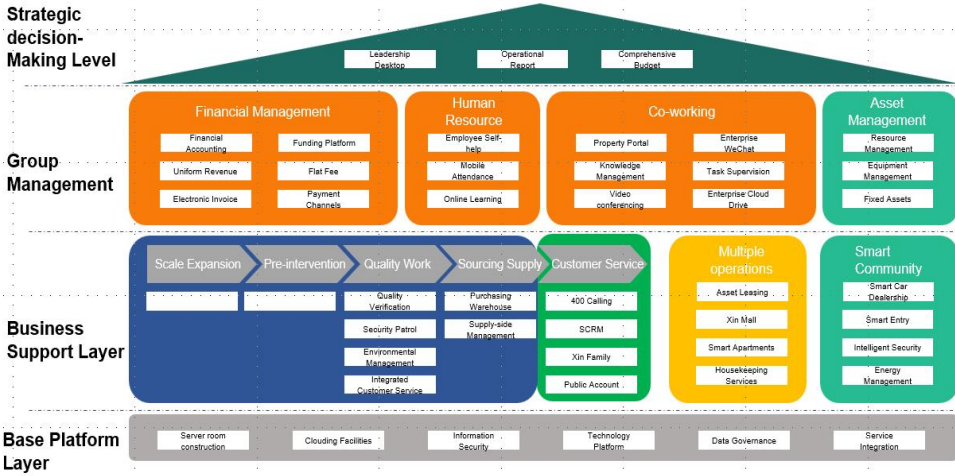 Strategic
decision-
Making Level
Leadership
Desktop
Operational
Report
Comprehensive
Budget
Group
Management
Financial Management
Financial
Accounting
Funding Platform
Uniform Revenue
Flat Fee
Electronic Invoice
Payment
Channels
Human
Resource
Employee Self-
help
Mobile
Attendance
Online Learning
Co-working
Property Portal
Enterprise
WeChat
Knowledge
Management
Task Supervision
Video
conferencing
Enterprise Cloud
Drive
Asset
Management
Resource
Management
Equipment
Management
Fixed Assets
Business
Support Layer
Scale Expansion
Pre-intervention
Quality Work
Sourcing Supply
Customer Service
Quality
Verification
Security Patrol
Environmental
Management
Integrated
Customer Service
Purchasing
Warehouse
Supply-side
Management
400 Calling
SCRM
Xin Family
Public Account
Multiple
operations
Asset Leasing
Xin Mall
Smart Apartments
Housekeeping
Services
Smart
Community
Smart Car
Dealership
Smart Entry
Intelligent Security
Energy
Management
Base Platform
Layer
Server room
construction
Clouding Facilities
Information
Security
Technology
Platform
Data Governance
Service
Integration